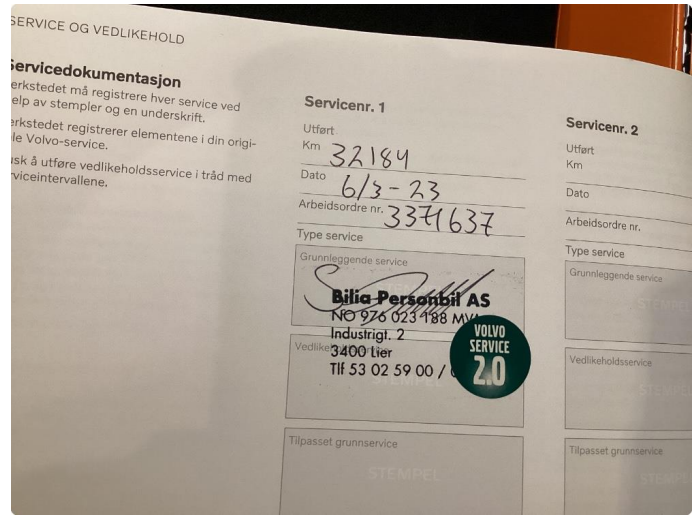 SERVICE OG VEDLIKEHOLD
Servicedokumentasjon
erkstedet må registrere hver service ved
elp av stempler og en underskrift.
erkstedet registrerer elementene i din origi-
le Volvo-service.
sk å utføre vedlikeholdsservice i tråd med
rviceintervallene.
Servicenr. 1
Utført
Km 32184
Dato 6/3-23
Arbeidsordre nr. 3371637
Type service
Grunnleggende service
Bilia Personbil AS
NO 976 023 188 MVA
Industrigt. 2
3400 Lier
Tlf 53 02 59 00 /
VOLVO
SERVICE
2.0
STEMPEL
Tilpasset grunnservice
STEMPEL
Servicenr. 2
Utført
Km
Dato
Arbeidsordre nr.
Type service
Grunnleggende service
STEMPEL
Vedlikeholdsservice
STEMPEL
Tilpasset grunnservice
STEMPEL